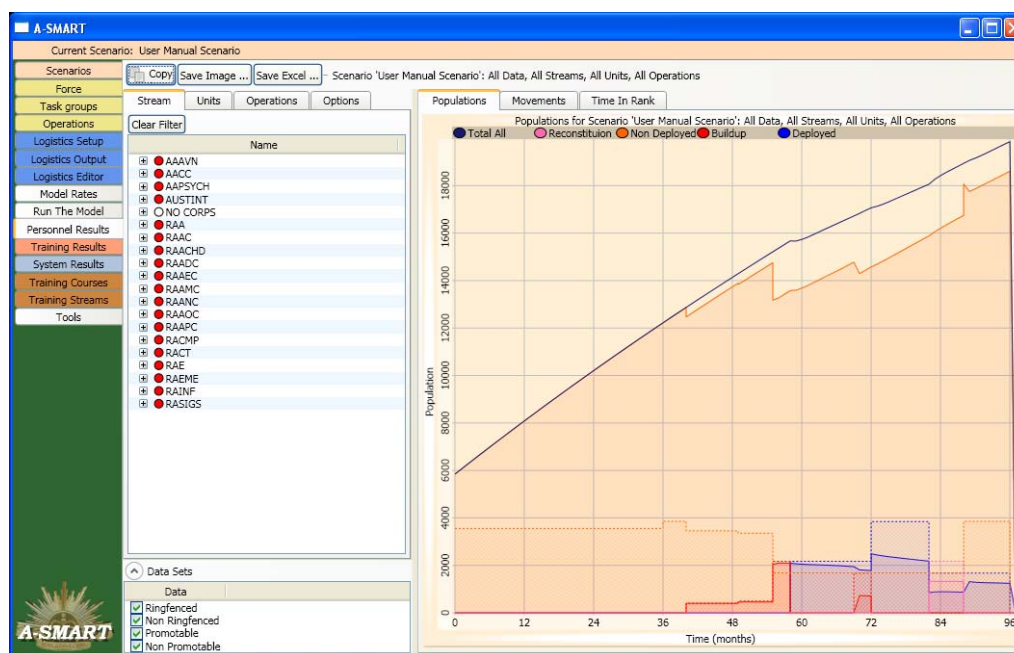 A-SMART
Current Scenario: User Manual Scenario
Scenarios
Force
Task groups
Operations
Logistics Setup
Logistics Output
Logistics Editor
Model Rates
Run The Model
Personnel Results
Training Results
System Results
Training Courses
Training Streams
Tools
A-SMART
Copy Save Image ... Save Excel ... - Scenario 'User Manual Scenario': All Data, All Streams, All Units, All Operations
Stream Units Operations Options
Clear Filter
Name
AAAVN
AACC
AAPSYCH
AUSTINT
NO CORPS
RAA
RAAC
RAACHD
RAADC
RAAEC
RAAMC
RAANC
RAAOC
RAAPC
RACMP
RACT
RAE
RAEME
RAINF
RASIGS
Data Sets
Data
Ringfenced
Non Ringfenced
Promotable
Non Promotable
Populations Movements Time In Rank
Populations for Scenario 'User Manual Scenario': All Data, All Streams, All Units, All Operations
Total All Reconstituion Non Deployed Buildup Deployed
18000
16000
14000
12000
10000
8000
6000
4000
2000
0
Population
0 12 24 36 48 60 72 84 96
Time (months)